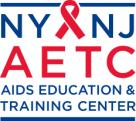 NY NJ
AETC
AIDS EDUCATION &
TRAINING CENTER